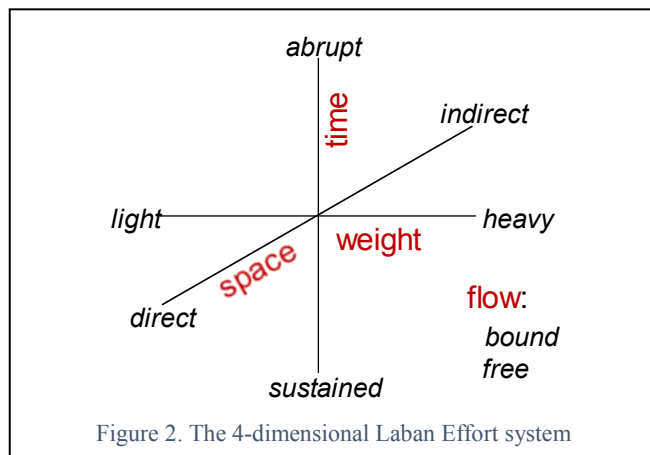 abrupt
time
indirect
light
heavy
weight
space
flow:
direct
bound
free
sustained
Figure 2. The 4-dimensional Laban Effort system